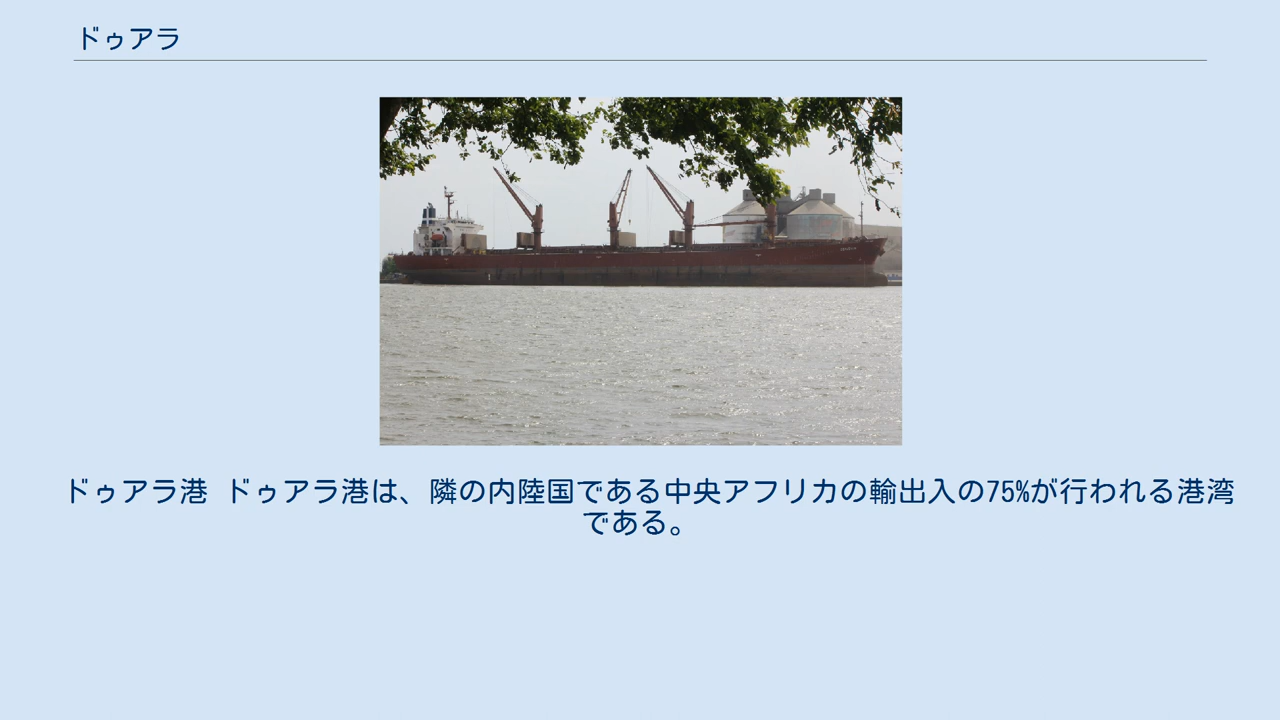 ドゥアラ
ドゥアラ港 ドゥアラ港は、隣の内陸国である中央アフリカの輸出入の75%が行われる港湾
である。